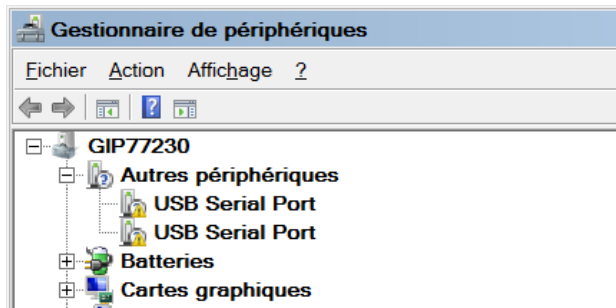 Gestionnaire de périphériques
Fichier Action Affichage ?
?
GIP77230
Autres périphériques
USB Serial Port
USB Serial Port
Batteries
Cartes graphiques